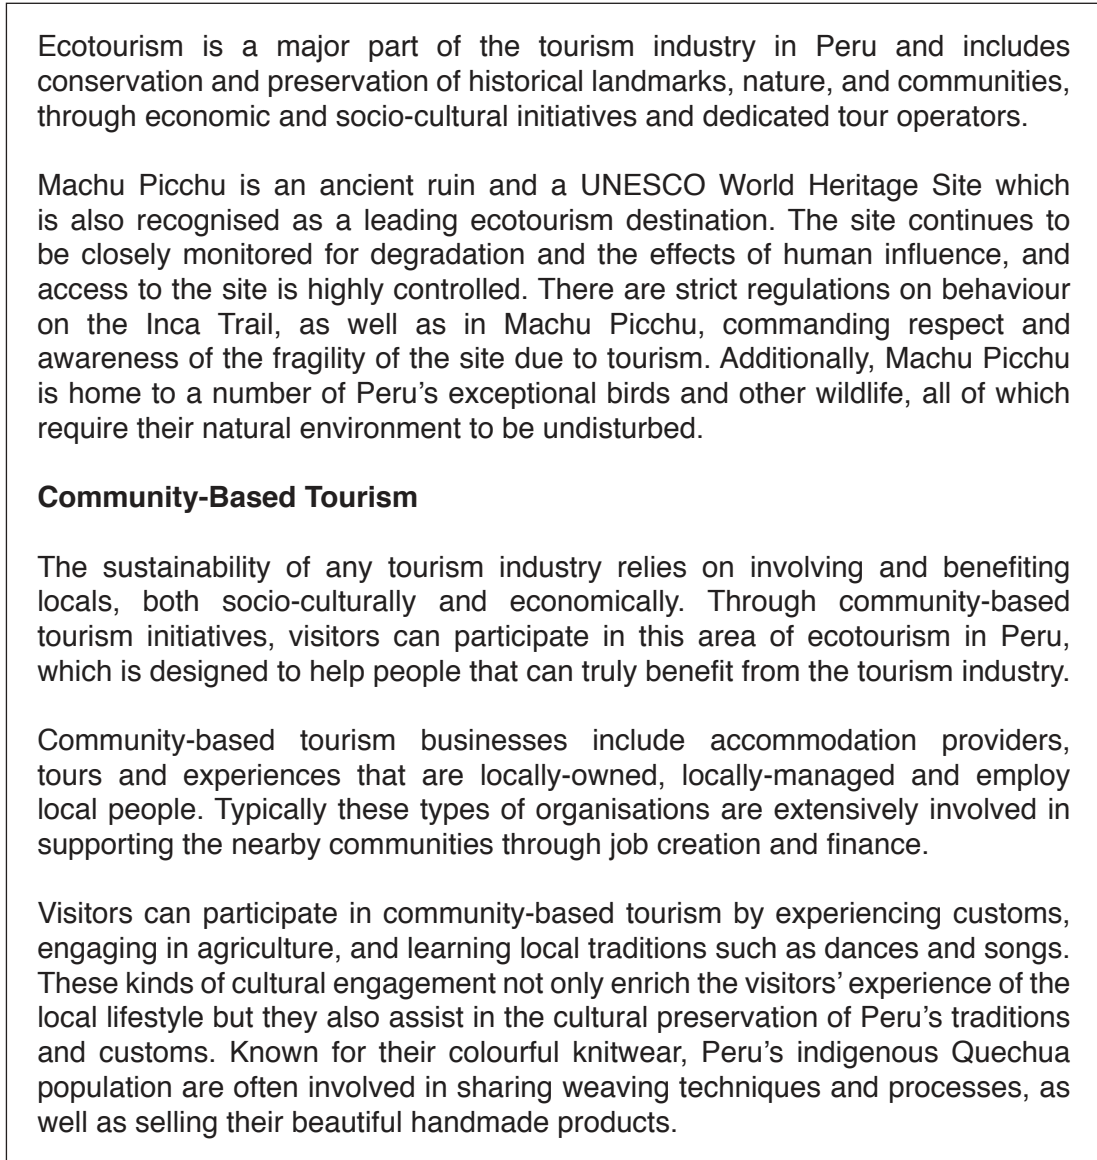 Ecotourism is a major part of the tourism industry in Peru and includes
conservation and preservation of historical landmarks, nature, and communities,
through economic and socio-cultural initiatives and dedicated tour operators.
Machu Picchu is an ancient ruin and a UNESCO World Heritage Site which
is also recognised as a leading ecotourism destination. The site continues to
be closely monitored for degradation and the effects of human influence, and
access to the site is highly controlled. There are strict regulations on behaviour
on the Inca Trail, as well as in Machu Picchu, commanding respect and
awareness of the fragility of the site due to tourism. Additionally, Machu Picchu
is home to a number of Peru’s exceptional birds and other wildlife, all of which
require their natural environment to be undisturbed.
Community-Based Tourism
The sustainability of any tourism industry relies on involving and benefiting
locals, both socio-culturally and economically. Through community-based
tourism initiatives, visitors can participate in this area of ecotourism in Peru,
which is designed to help people that can truly benefit from the tourism industry.
Community-based tourism businesses include accommodation providers,
tours and experiences that are locally-owned, locally-managed and employ
local people. Typically these types of organisations are extensively involved in
supporting the nearby communities through job creation and finance.
Visitors can participate in community-based tourism by experiencing customs,
engaging in agriculture, and learning local traditions such as dances and songs.
These kinds of cultural engagement not only enrich the visitors’ experience of the
local lifestyle but they also assist in the cultural preservation of Peru’s traditions
and customs. Known for their colourful knitwear, Peru’s indigenous Quechua
population are often involved in sharing weaving techniques and processes, as
well as selling their beautiful handmade products.